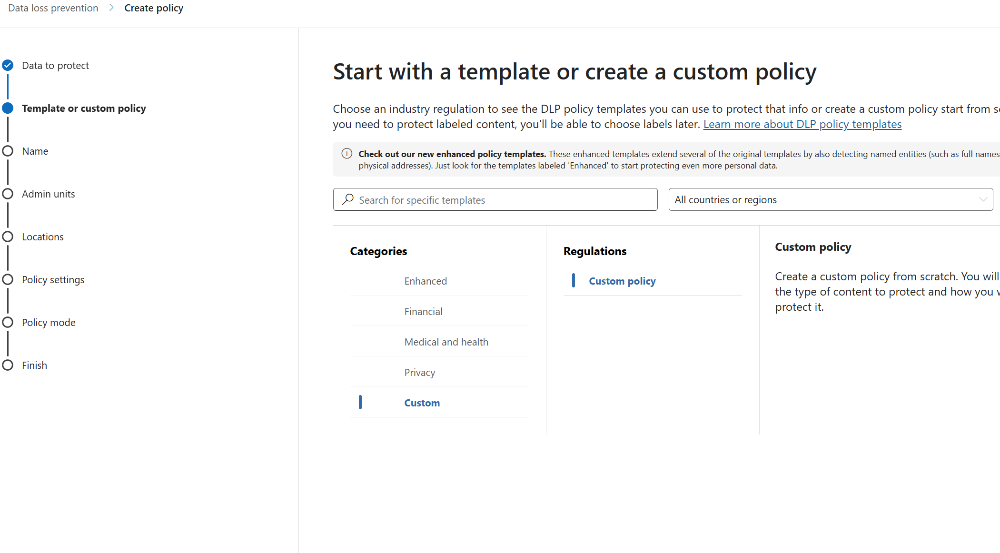 Data loss prevention > Create policy
Data to protect
Template or custom policy
Name
Admin units
Locations
Policy settings
Policy mode
Finish
Start with a template or create a custom policy
Choose an industry regulation to see the DLP policy templates you can use to protect that info or create a custom policy start from
you need to protect labeled content, you'll be able to choose labels later. Learn more about DLP policy templates
Check out our new enhanced policy templates. These enhanced templates extend several of the original templates by also detecting named entities (such as full names
physical addresses). Just look for the templates labeled 'Enhanced' to start protecting even more personal data.
Search for specific templates
All countries or regions
Categories
Enhanced
Financial
Medical and health
Privacy
Custom
Regulations
Custom policy
Custom policy
Create a custom policy from scratch. You will
the type of content to protect and how you
protect it.